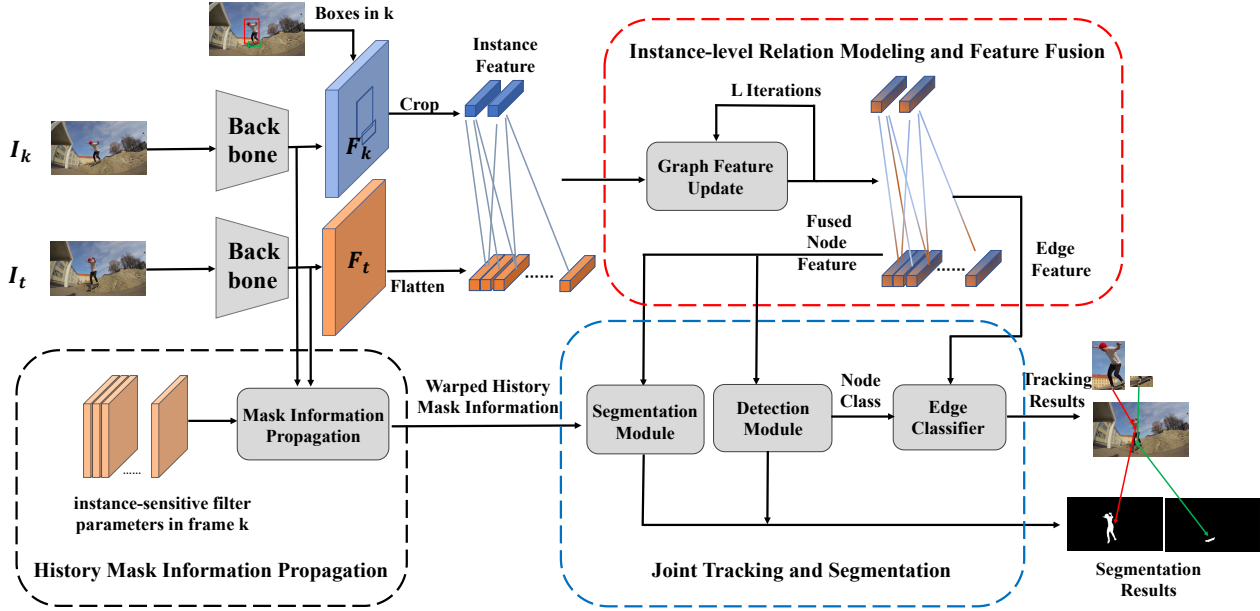 Boxes in k
Instance
Feature
Instance-level Relation Modeling and Feature Fusion
L Iterations
Crop
I_k
Back
bone
F_k
Graph Feature
Update
I_t
Back
bone
F_t
Flatten
......
Fused
Node
Feature
......
Edge
Feature
Warped History
Mask Information
Mask Information
Propagation
......
instance-sensitive filter
parameters in frame k
History Mask Information Propagation
Segmentation
Module
Detection
Module
Node
Class
Edge
Classifier
Tracking
Results
Joint Tracking and Segmentation
Segmentation
Results